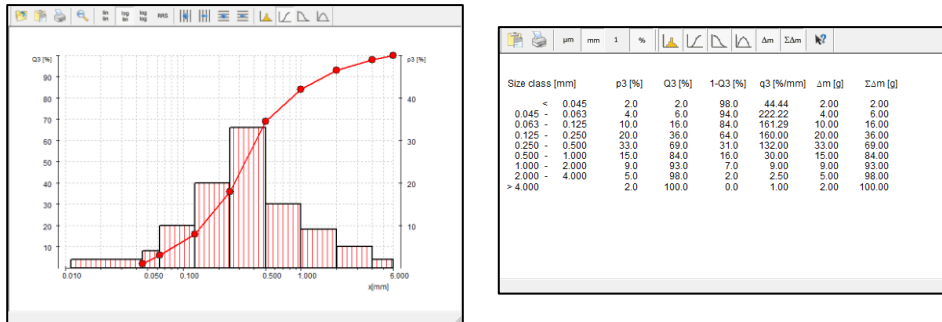 lin lin
log lin
log log
RRS
Q3 [%]
p3 [%]
90
80
70
60
50
40
30
20
10
40
30
20
10
0.010
0.050
0.100
0.500
1.000
6.000
x[mm]
µm mm 1 % Δm ΣΔm
Size class [mm] p3 [%] Q3 [%] 1-Q3 [%] q3 [%/mm] Δm [g] ΣΔm [g]
< 0.045 2.0 2.0 98.0 44.44 2.00 2.00
0.045 - 0.063 4.0 6.0 94.0 222.22 4.00 6.00
0.063 - 0.125 10.0 16.0 84.0 161.29 10.00 16.00
0.125 - 0.250 20.0 36.0 64.0 160.00 20.00 36.00
0.250 - 0.500 33.0 69.0 31.0 132.00 33.00 69.00
0.500 - 1.000 15.0 84.0 16.0 30.00 15.00 84.00
1.000 - 2.000 9.0 93.0 7.0 9.00 9.00 93.00
2.000 - 4.000 5.0 98.0 2.0 2.50 5.00 98.00
> 4.000 2.0 100.0 0.0 1.00 2.00 100.00